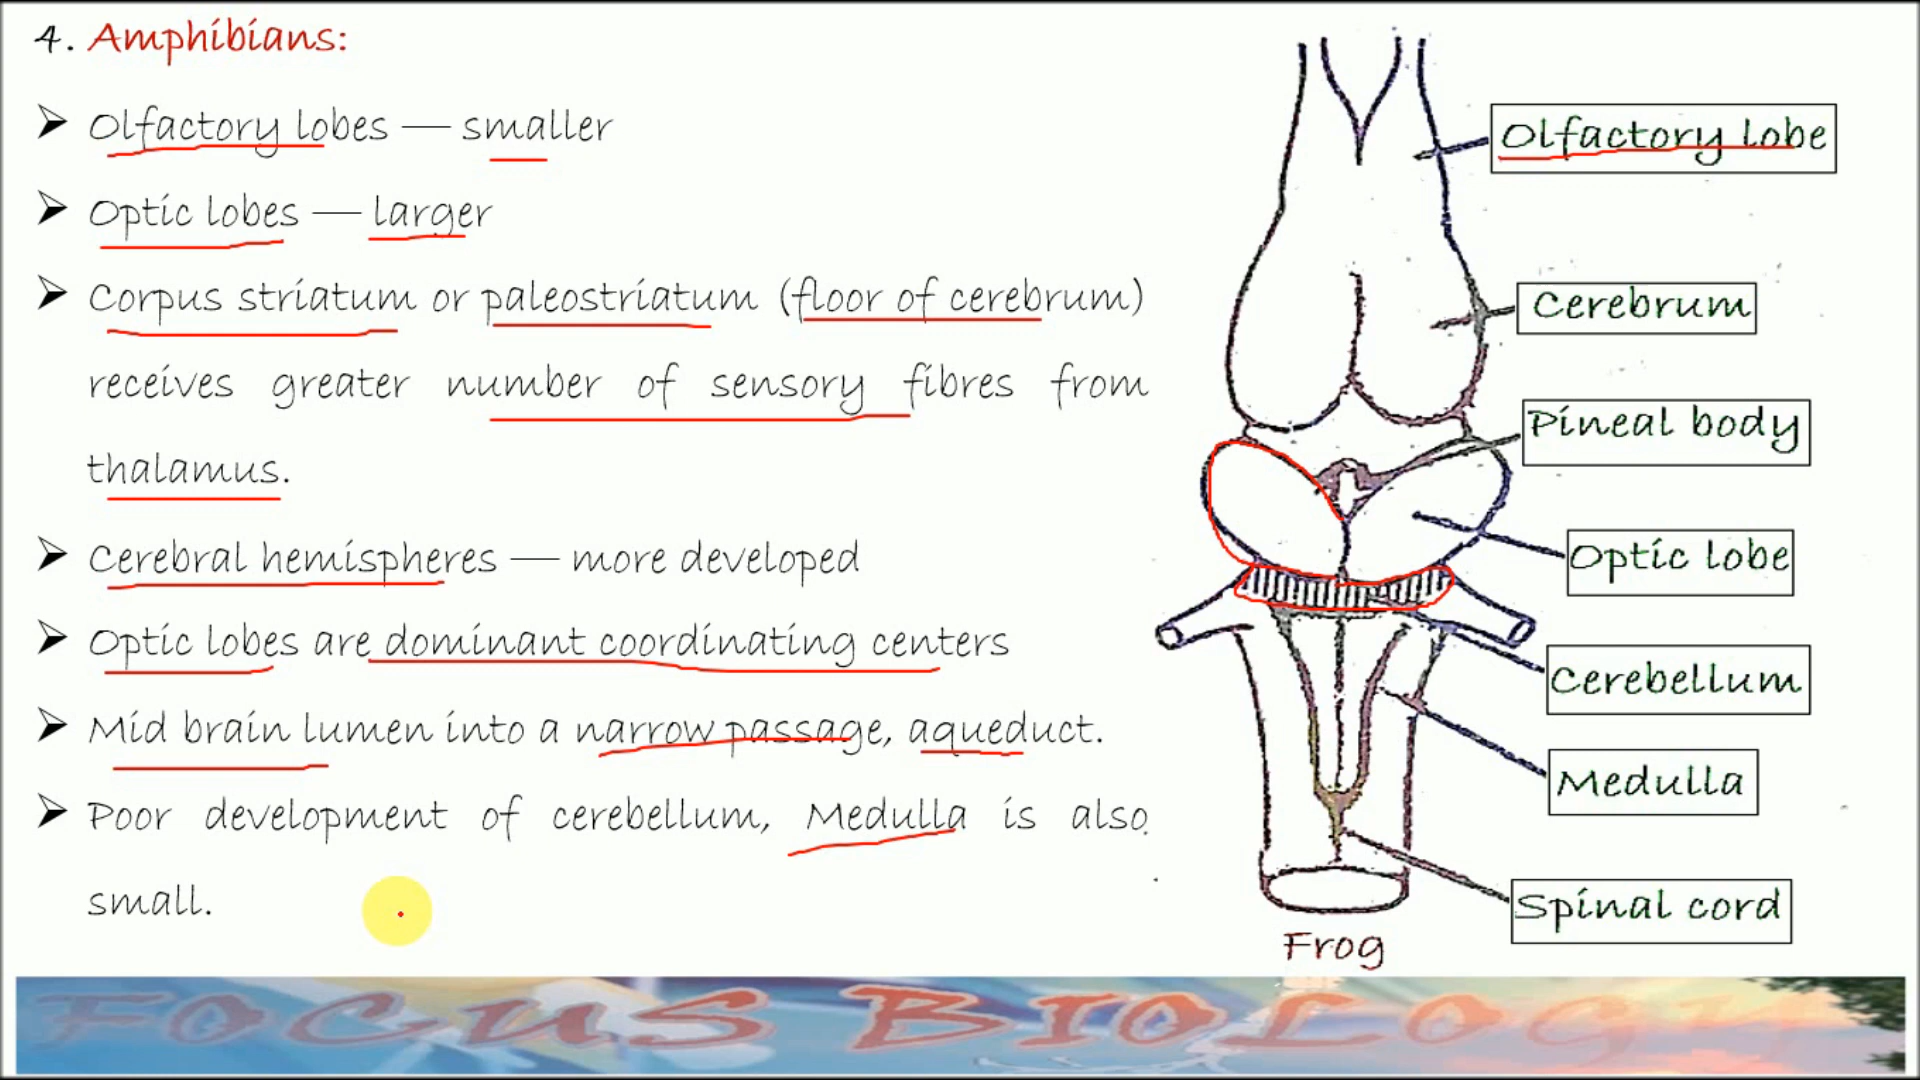 4. Amphibians:
➤ Olfactory lobes — smaller
➤ Optic lobes — larger
➤ Corpus striatum or paleostriatum (floor of cerebrum)
receives greater number of sensory fibres from
thalamus.
➤ Cerebral hemispheres — more developed
➤ Optic lobes are dominant coordinating centers
➤ Mid brain lumen into a narrow passage, aqueduct.
➤ Poor development of cerebellum, Medulla is also
small.
Olfactory lobe
Cerebrum
Pineal body
Optic lobe
Cerebellum
Medulla
Spinal cord
Frog
FOCUS BIOLOGY